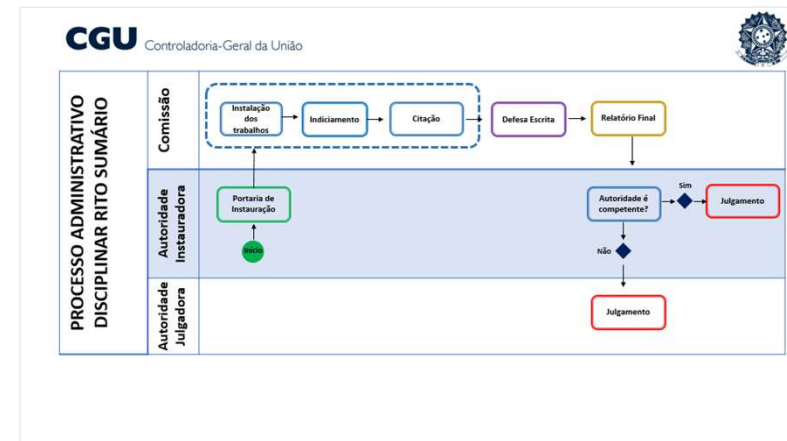 CGU Controladoria-Geral da União
PROCESSO ADMINISTRATIVO
DISCIPLINAR RITO SUMÁRIO
Comissão
Instalação
dos
trabalhos
Indiciamento
Citação
Defesa Escrita
Relatório Final
Autoridade
Instauradora
Portaria de
Instauração
Início
Autoridade é
competente?
Sim
Julgamento
Não
Autoridade
Julgadora
Julgamento